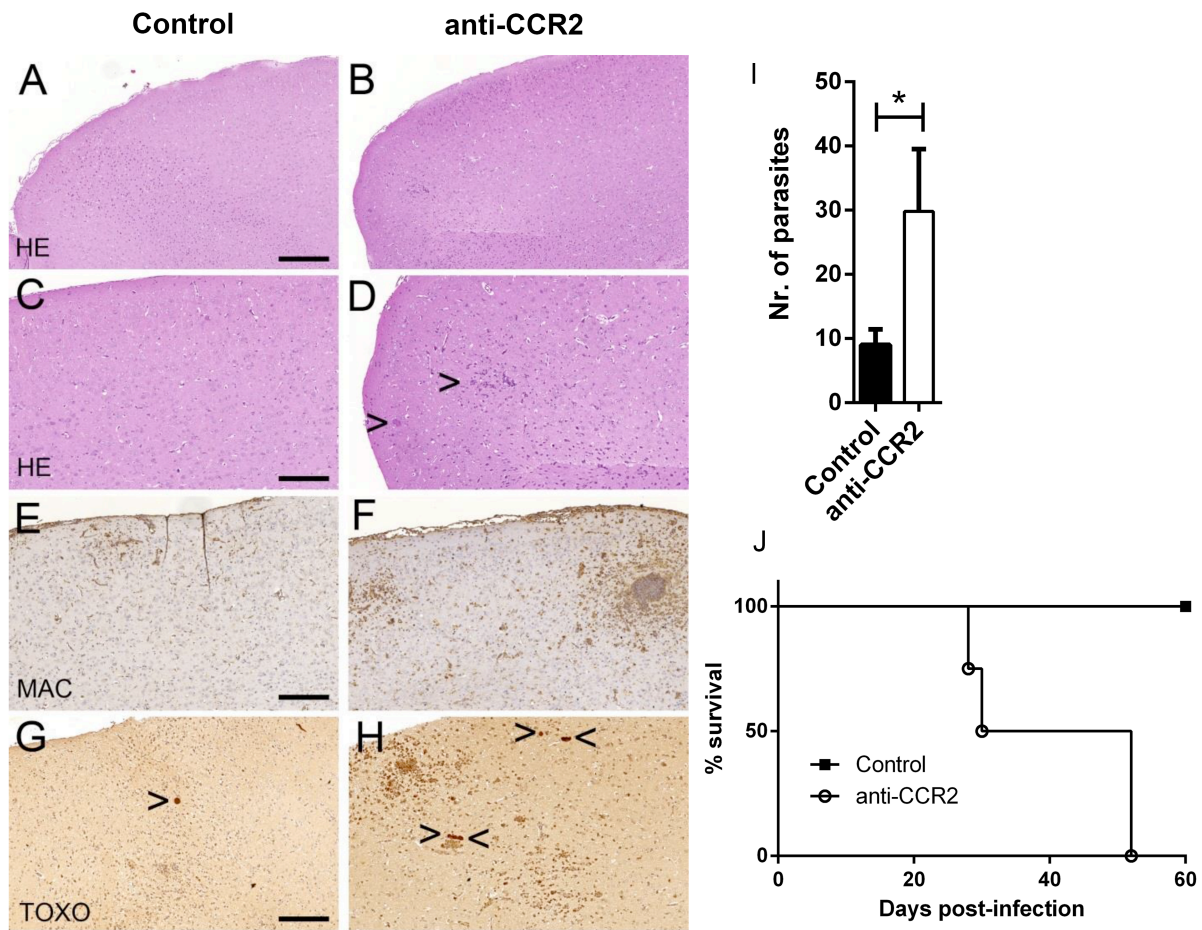 Control
anti-CCR2
A
B
HE
C
D
>
>
HE
E
F
MAC
G
H
>
> <
> <
TOXO
I
50
40
30
20
10
0
Nr. of parasites
*
Control
anti-CCR2
J
100
50
0
% survival
Control
anti-CCR2
0 20 40 60
Days post-infection